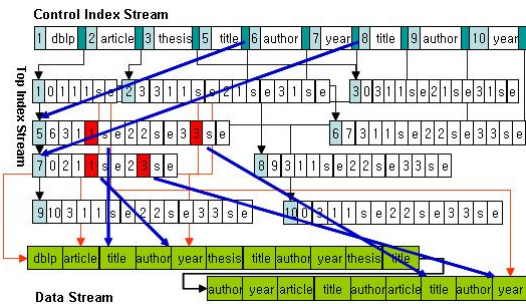 Control Index Stream
1 dblp 2 article 3 thesis 5 title 6 author 7 year 8 title 9 author 10 year
Top Index Stream
1 0 1 1 1 s e 2 3 3 1 1 s e 2 1 s e 3 1 s e 3 0 3 1 1 s e 2 1 s e 3 1 s e
5 6 3 1 1 s e 2 2 s e 3 3 s e 6 7 3 1 1 s e 2 2 s e 3 3 s e
7 0 2 1 1 s e 2 3 s e 8 9 3 1 1 s e 2 2 s e 3 3 s e
9 10 3 1 1 s e 2 2 s e 3 3 s e 10 0 3 1 1 s e 2 2 s e 3 3 s e
dblp article title author year thesis title author year thesis title
author year article title author article title author year
Data Stream